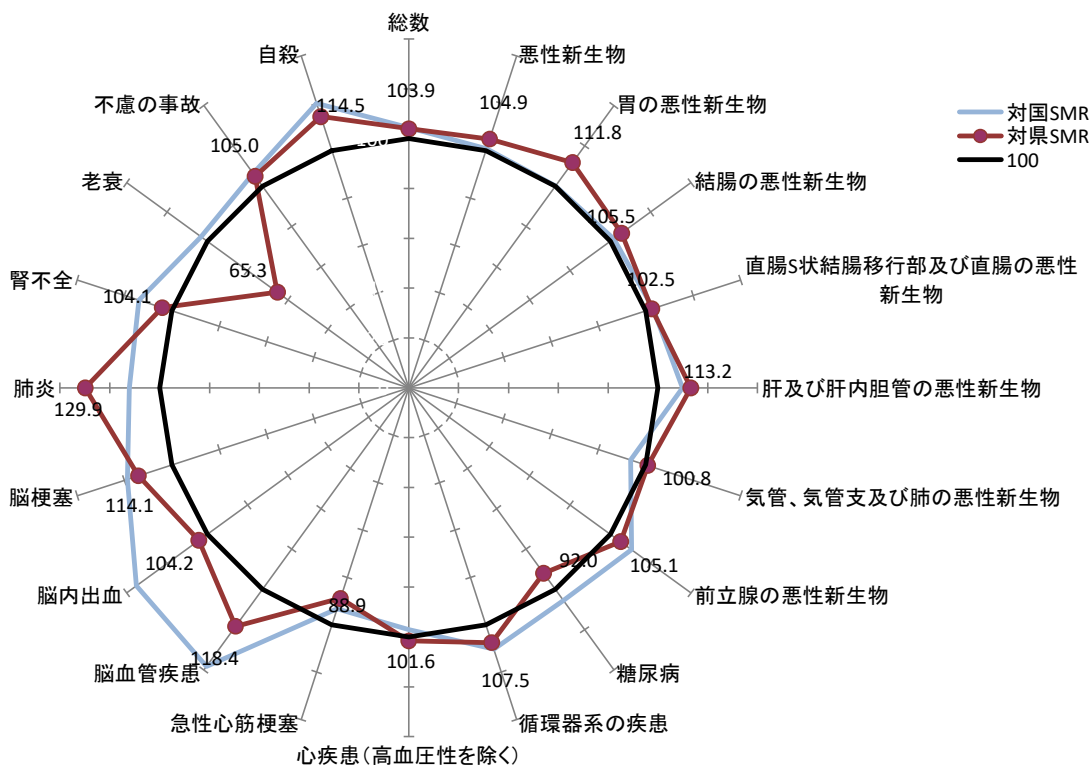 総数
103.9
悪性新生物
104.9
胃の悪性新生物
111.8
結腸の悪性新生物
105.5
直腸S状結腸移行部及び直腸の悪性
新生物
102.5
肝及び肝内胆管の悪性新生物
113.2
気管、気管支及び肺の悪性新生物
100.8
前立腺の悪性新生物
105.1
糖尿病
92.0
循環器系の疾患
107.5
心疾患(高血圧性を除く)
101.6
急性心筋梗塞
88.9
脳血管疾患
118.4
脳内出血
104.2
脳梗塞
114.1
肺炎
129.9
腎不全
104.1
老衰
65.3
不慮の事故
105.0
自殺
114.5
100
対国SMR
対県SMR
100